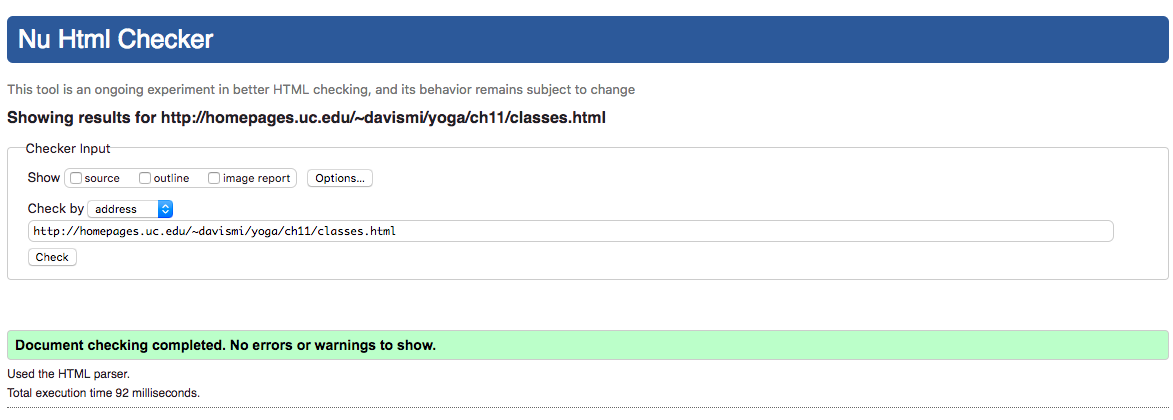 Nu Html Checker
This tool is an ongoing experiment in better HTML checking, and its behavior remains subject to change
Showing results for http://homepages.uc.edu/~davismi/yoga/ch11/classes.html
Checker Input
Show source outline image report Options...
Check by address
http://homepages.uc.edu/~davismi/yoga/ch11/classes.html
Check
Document checking completed. No errors or warnings to show.
Used the HTML parser.
Total execution time 92 milliseconds.